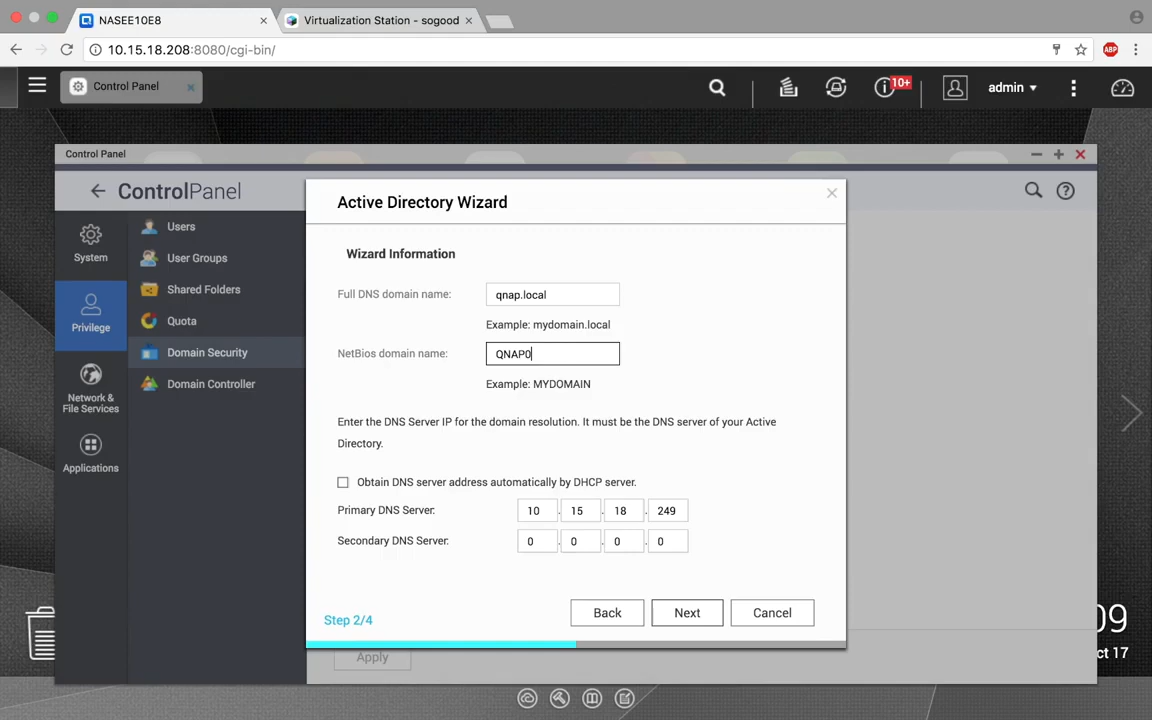 NASEE10E8
Virtualization Station - sogood
10.15.18.208:8080/cgi-bin/
ABP
Control Panel
10+
admin
Control Panel
ControlPanel
Active Directory Wizard
System
Privilege
Network &
File Services
Applications
Users
User Groups
Shared Folders
Quota
Domain Security
Domain Controller
Wizard Information
Full DNS domain name: qnap.local
Example: mydomain.local
NetBios domain name: QNAP0
Example: MYDOMAIN
Enter the DNS Server IP for the domain resolution. It must be the DNS server of your Active
Directory.
Obtain DNS server address automatically by DHCP server.
Primary DNS Server: 10 . 15 . 18 . 249
Secondary DNS Server: 0 . 0 . 0 . 0
Step 2/4
Back Next Cancel
Apply
09
ct 17